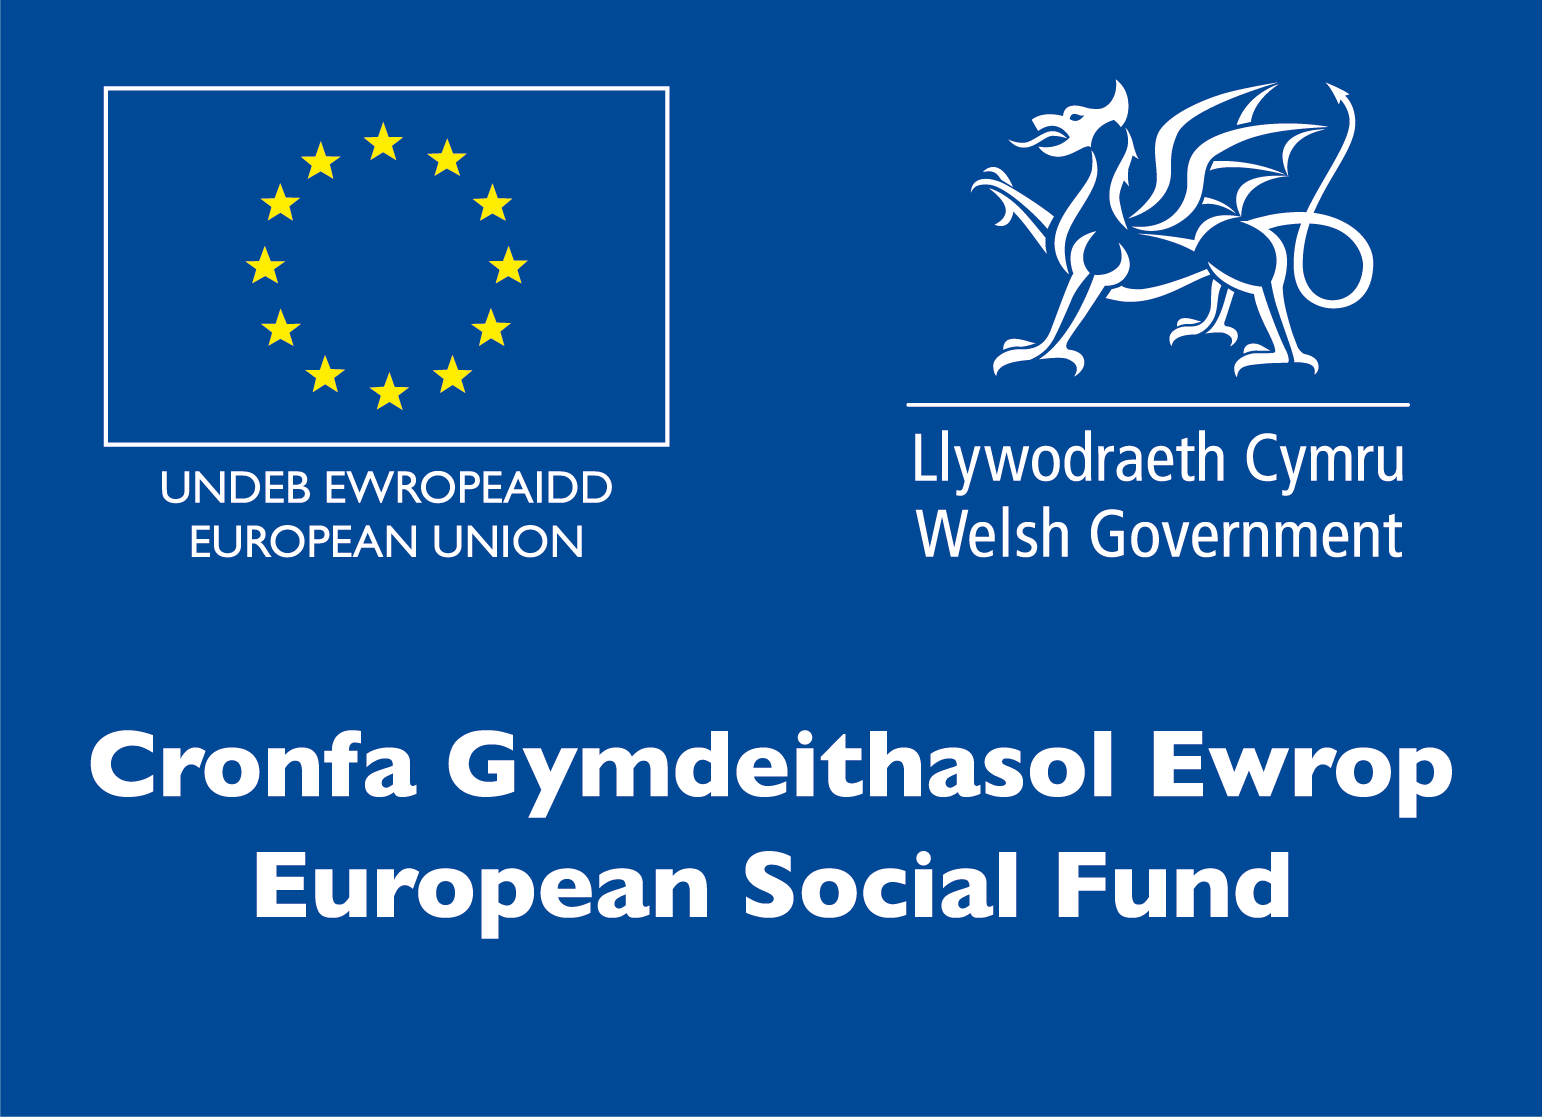 UNDEB EWROPEAIDD
EUROPEAN UNION
Llywodraeth Cymru
Welsh Government
Cronfa Gymdeithasol Ewrop
European Social Fund